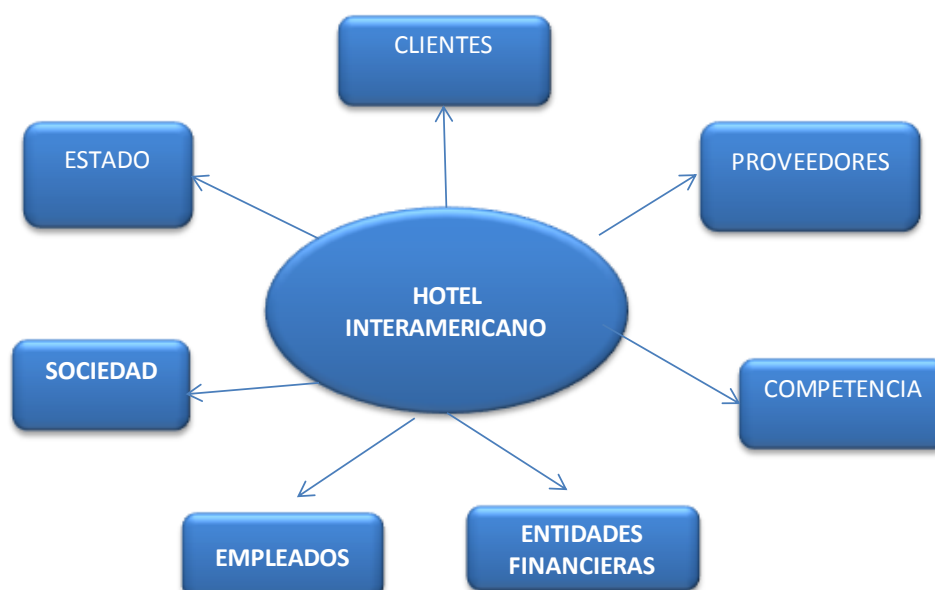 CLIENTES
ESTADO
PROVEEDORES
HOTEL
INTERAMERICANO
SOCIEDAD
COMPETENCIA
EMPLEADOS
ENTIDADES
FINANCIERAS